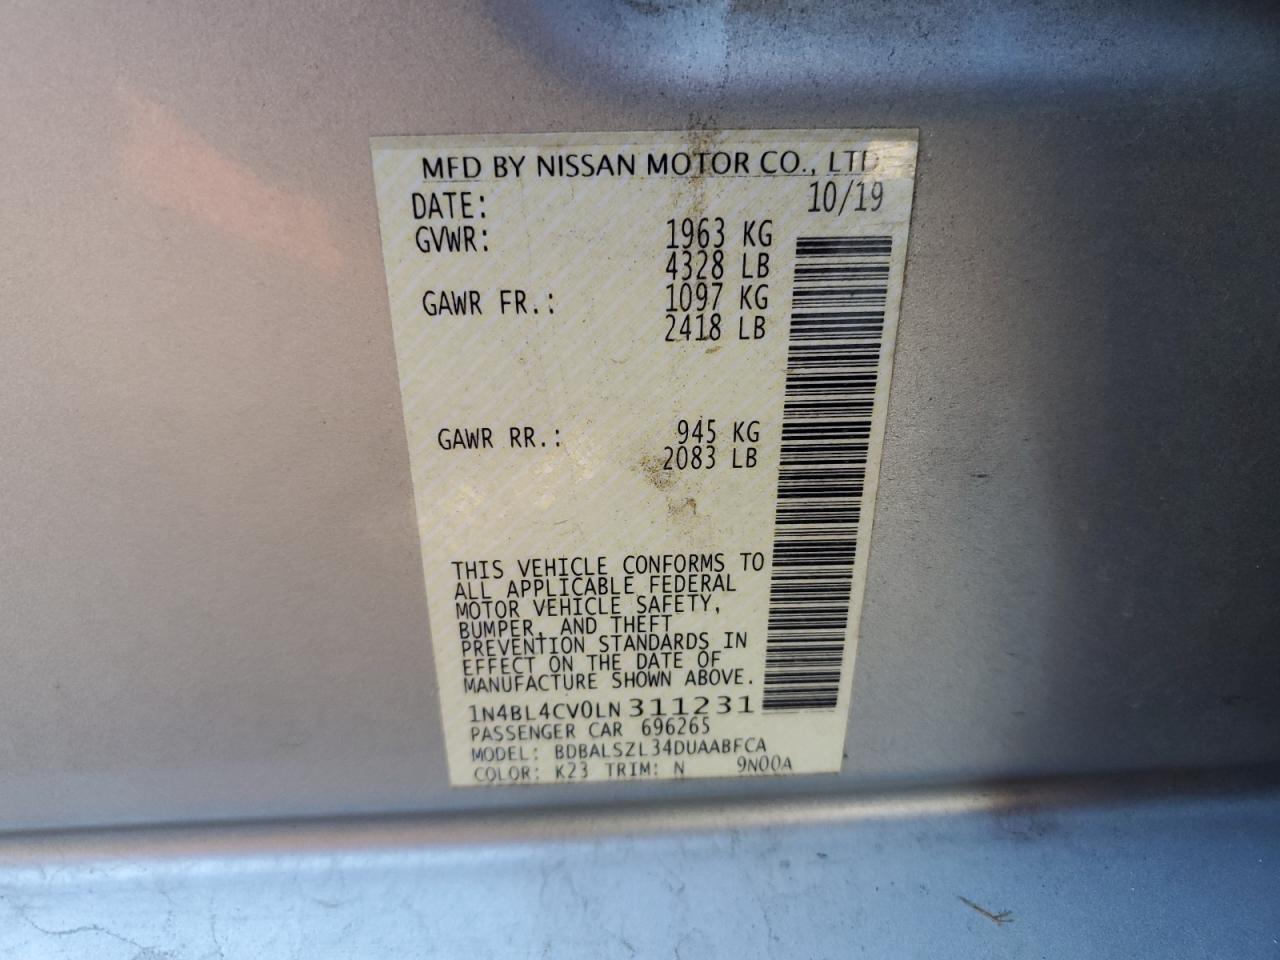 MFD BY NISSAN MOTOR CO., LTD
DATE: 10/19
GVWR: 1963 KG
4328 LB
GAWR FR.: 1097 KG
2418 LB
GAWR RR.: 945 KG
2083 LB
THIS VEHICLE CONFORMS TO
ALL APPLICABLE FEDERAL
MOTOR VEHICLE SAFETY,
BUMPER, AND THEFT
PREVENTION STANDARDS IN
EFFECT ON THE DATE OF
MANUFACTURE SHOWN ABOVE.
1N4BL4CV0LN311231
PASSENGER CAR 696265
MODEL: BDBALSZL34DUAABFCA
COLOR: K23 TRIM: N 9N00A